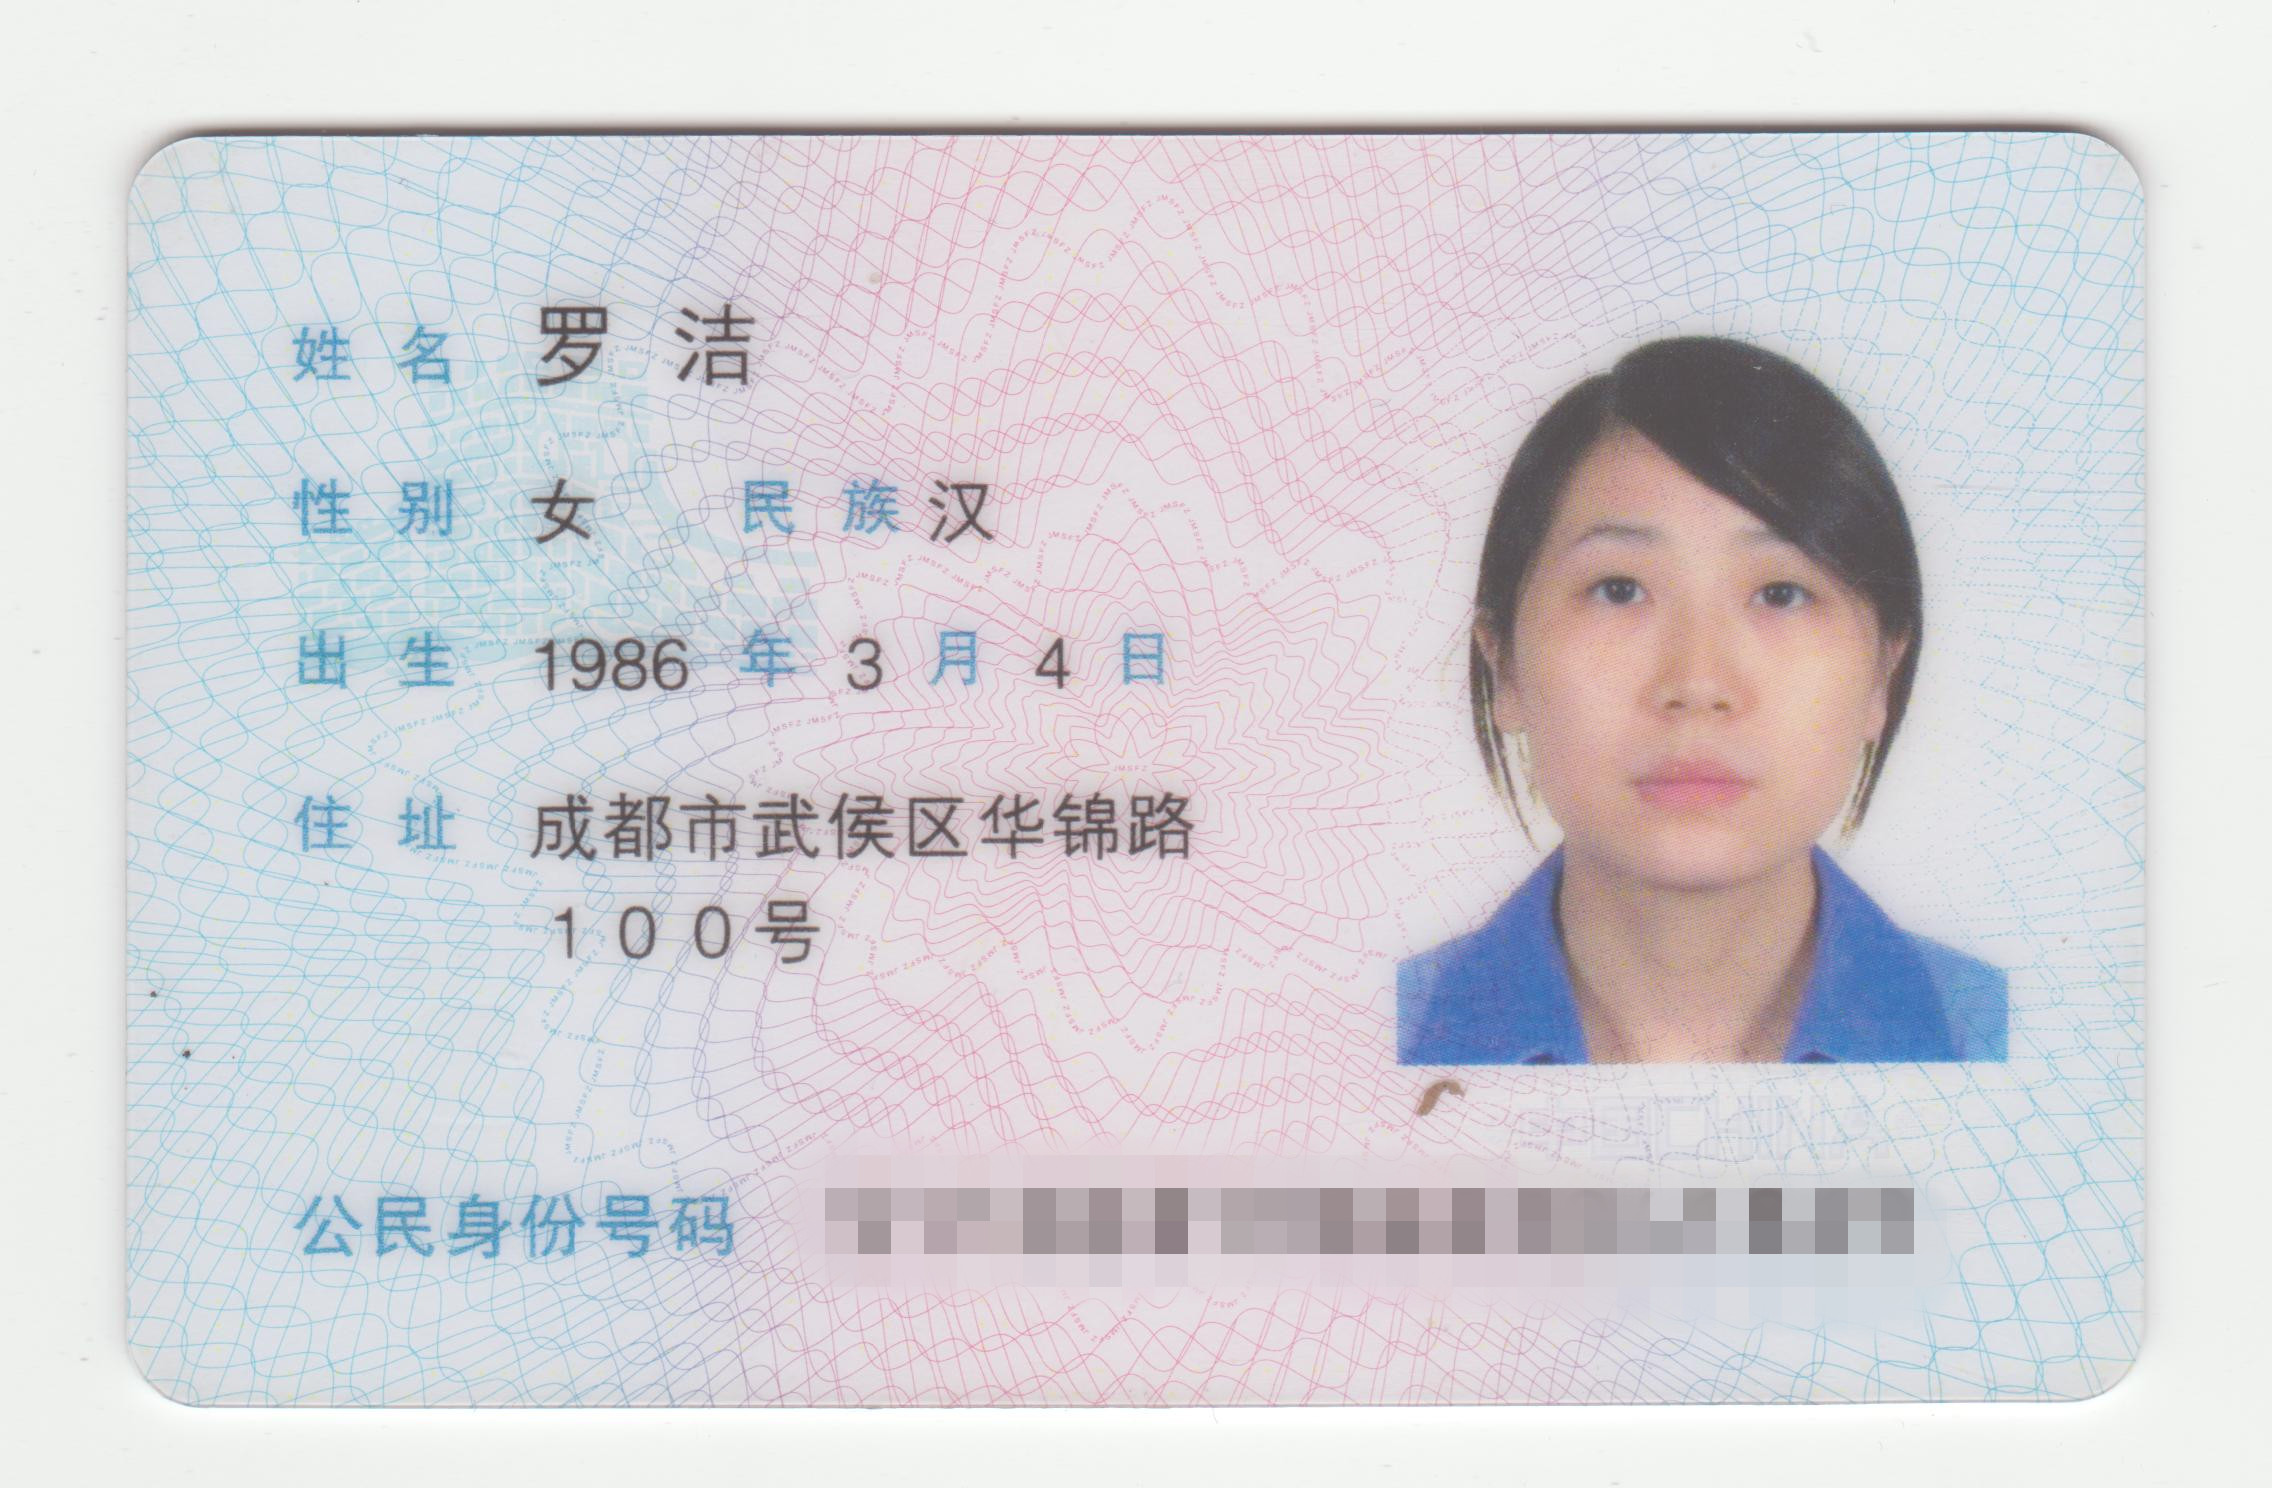 姓名 罗洁
性别 女 民族 汉
出生 1986 年 3 月 4 日
住址 成都市武侯区华锦路
100号
公民身份号码